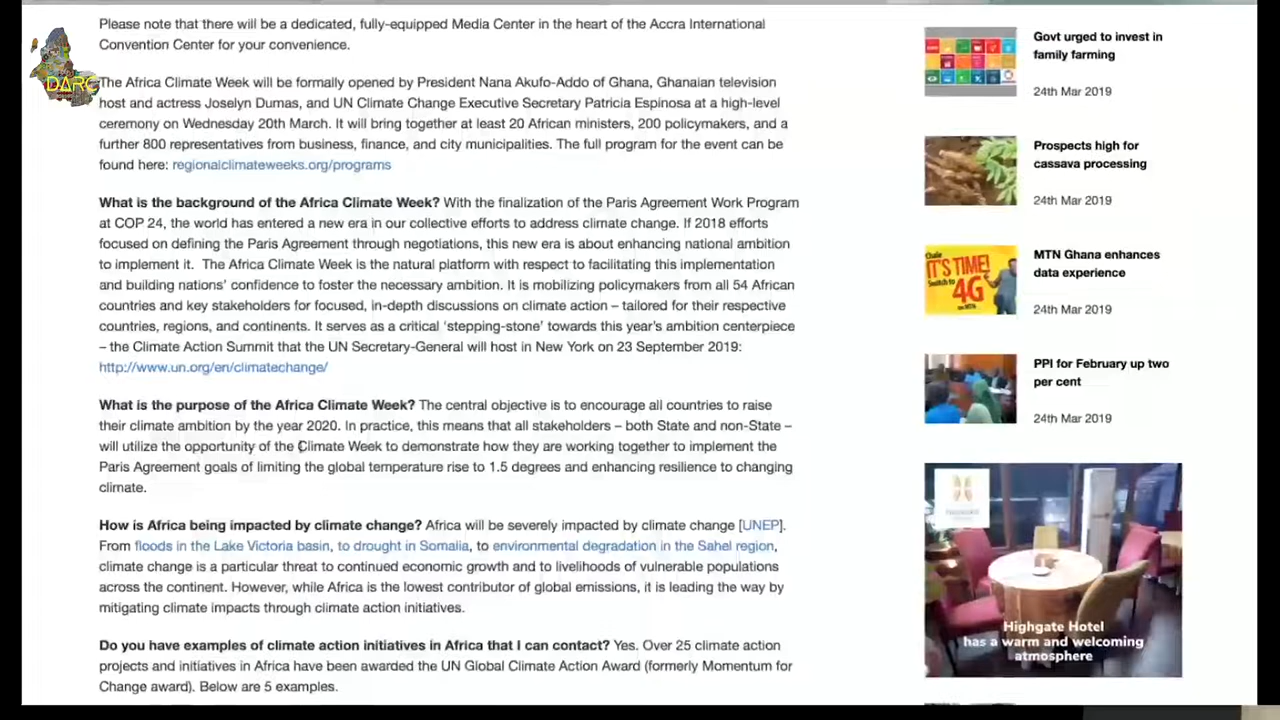 Please note that there will be a dedicated, fully-equipped Media Center in the heart of the Accra International
Convention Center for your convenience.
DARC
The Africa Climate Week will be formally opened by President Nana Akufo-Addo of Ghana, Ghanaian television
host and actress Joselyn Dumas, and UN Climate Change Executive Secretary Patricia Espinosa at a high-level
ceremony on Wednesday 20th March. It will bring together at least 20 African ministers, 200 policymakers, and a
further 800 representatives from business, finance, and city municipalities. The full program for the event can be
found here: regionalclimateweeks.org/programs
What is the background of the Africa Climate Week? With the finalization of the Paris Agreement Work Program
at COP 24, the world has entered a new era in our collective efforts to address climate change. If 2018 efforts
focused on defining the Paris Agreement through negotiations, this new era is about enhancing national ambition
to implement it.  The Africa Climate Week is the natural platform with respect to facilitating this implementation
and building nations' confidence to foster the necessary ambition. It is mobilizing policymakers from all 54 African
countries and key stakeholders for focused, in-depth discussions on climate action – tailored for their respective
countries, regions, and continents. It serves as a critical 'stepping-stone' towards this year's ambition centerpiece
– the Climate Action Summit that the UN Secretary-General will host in New York on 23 September 2019:
http://www.un.org/en/climatechange/
What is the purpose of the Africa Climate Week? The central objective is to encourage all countries to raise
their climate ambition by the year 2020. In practice, this means that all stakeholders – both State and non-State –
will utilize the opportunity of the Climate Week to demonstrate how they are working together to implement the
Paris Agreement goals of limiting the global temperature rise to 1.5 degrees and enhancing resilience to changing
climate.
How is Africa being impacted by climate change? Africa will be severely impacted by climate change [UNEP].
From floods in the Lake Victoria basin, to drought in Somalia, to environmental degradation in the Sahel region,
climate change is a particular threat to continued economic growth and to livelihoods of vulnerable populations
across the continent. However, while Africa is the lowest contributor of global emissions, it is leading the way by
mitigating climate impacts through climate action initiatives.
Do you have examples of climate action initiatives in Africa that I can contact? Yes. Over 25 climate action
projects and initiatives in Africa have been awarded the UN Global Climate Action Award (formerly Momentum for
Change award). Below are 5 examples.
Govt urged to invest in
family farming
24th Mar 2019
Prospects high for
cassava processing
24th Mar 2019
IT'S TIME!
Switch to
4G
MTN Ghana enhances
data experience
24th Mar 2019
PPI for February up two
per cent
24th Mar 2019
Highgate Hotel
has a warm and welcoming
atmosphere